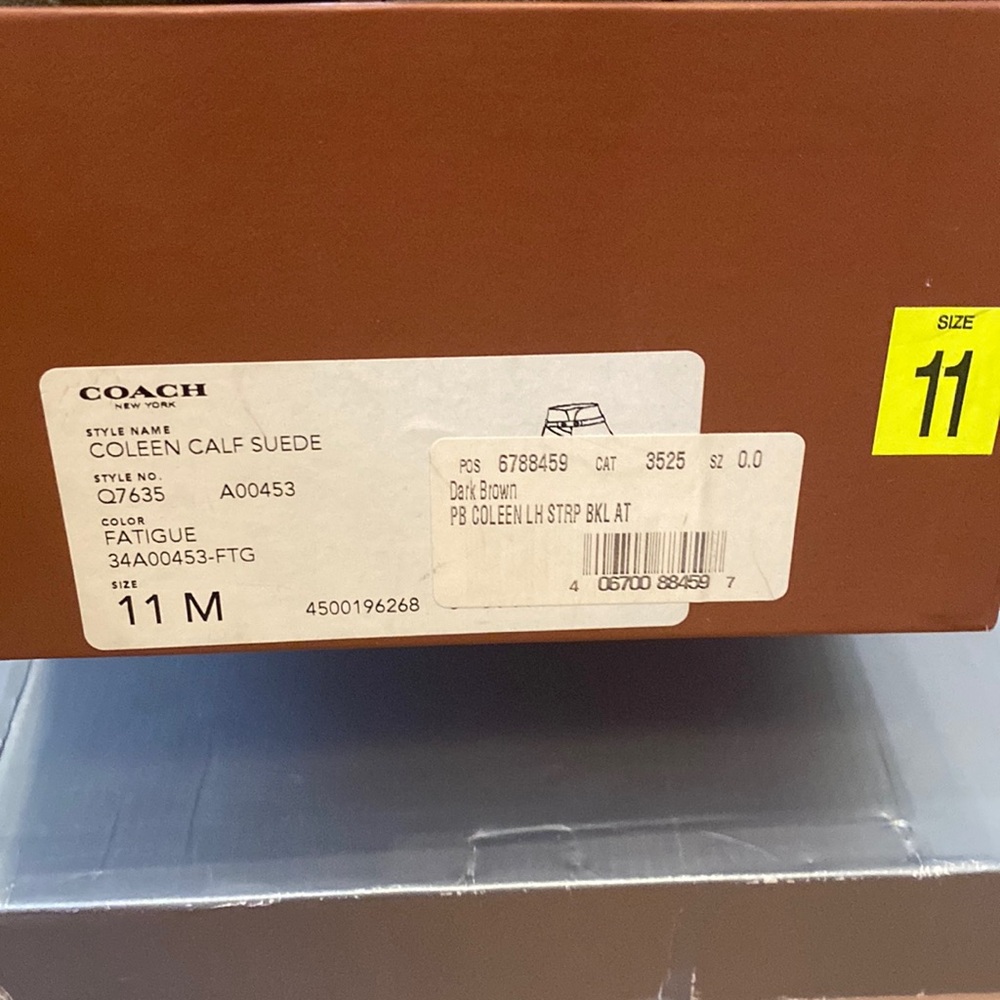 COACH
NEW YORK
STYLE NAME
COLEEN CALF SUEDE
STYLE NO.
Q7635 A00453
COLOR
FATIGUE
34A00453-FTG
SIZE
11 M 4500196268
POS 6788459 CAT 3525 SZ 0.0
Dark Brown
PB COLEEN LH STRP BKL AT
4 06700 88459 7
SIZE
11